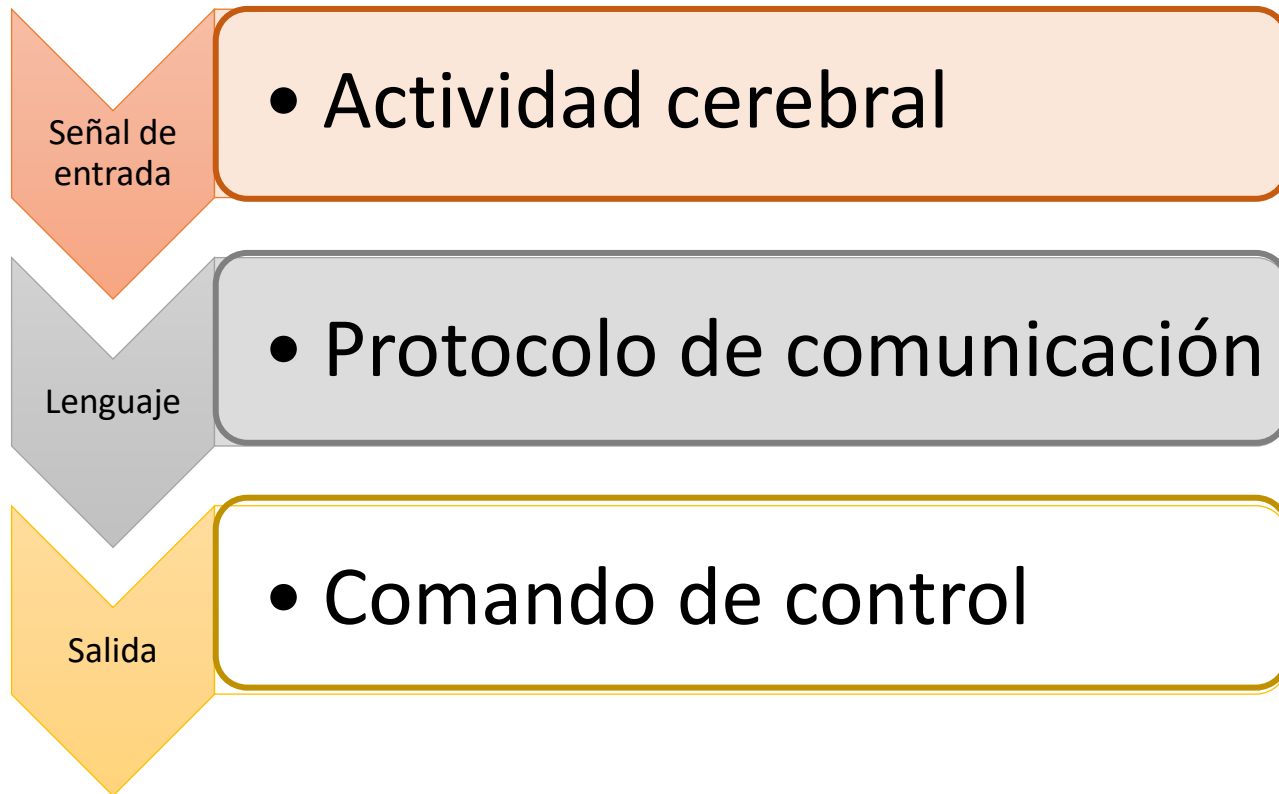 Señal de
entrada
• Actividad cerebral
Lenguaje
• Protocolo de comunicación
Salida
• Comando de control